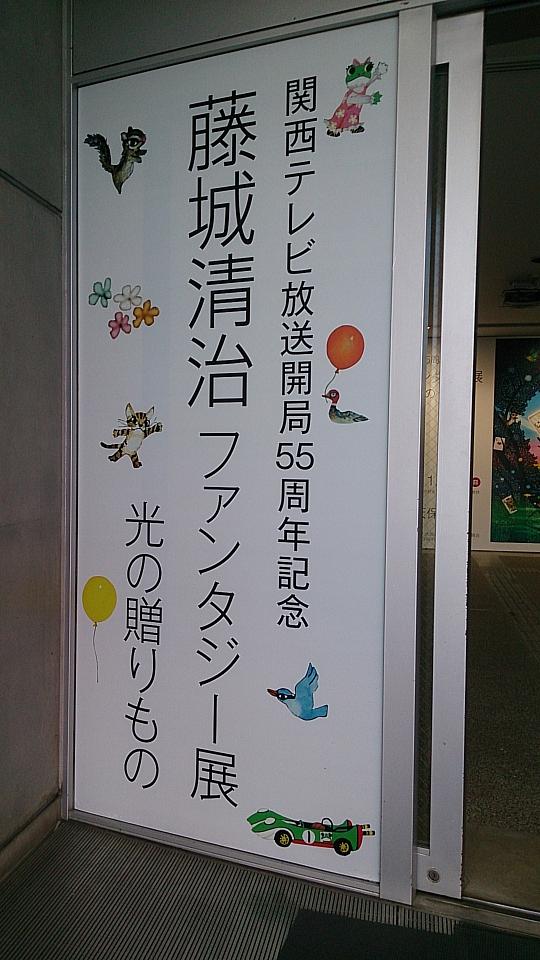 関西テレビ放送開局55周年記念
藤城清治 ファンタジー展
光の贈りもの
1